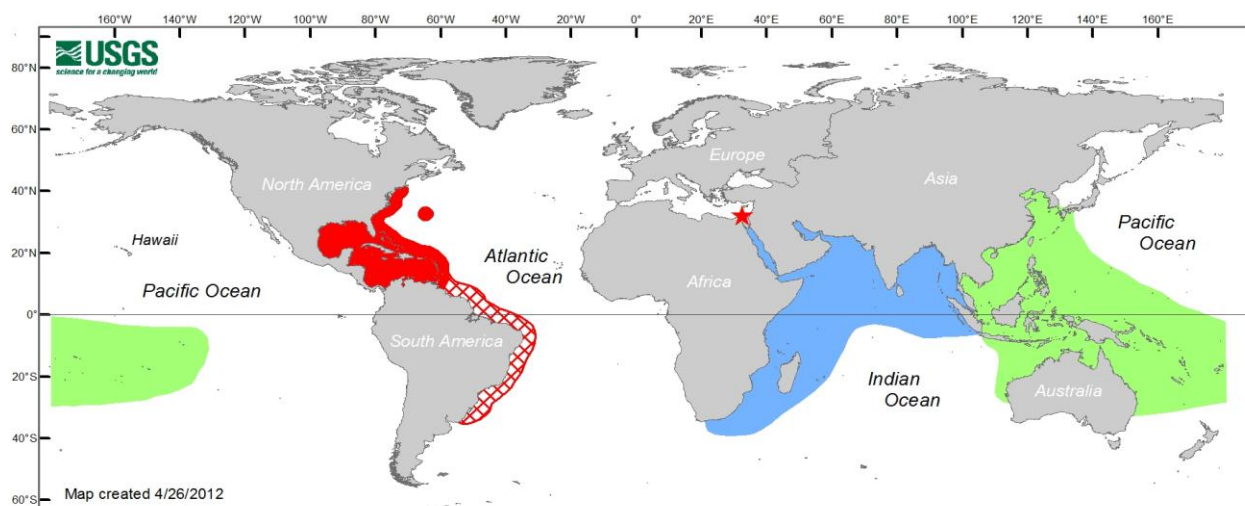 160°W 140°W 120°W 100°W 80°W 60°W 40°W 20°W 0° 20°E 40°E 60°E 80°E 100°E 120°E 140°E 160°E
USGS
science for a changing world
80°N
60°N
Europe
North America
Asia
40°N
Hawaii
Atlantic
Ocean
Pacific
Ocean
20°N
Pacific Ocean
Africa
0°
South America
20°S
Indian
Ocean
Australia
40°S
Map created 4/26/2012
60°S